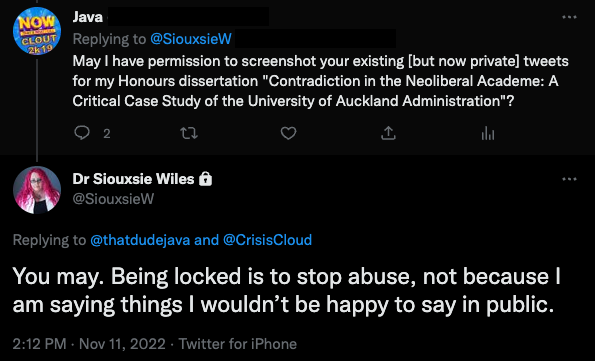 NOW
CLOUT
2k19
Java
Replying to @SiouxsieW
May I have permission to screenshot your existing [but now private] tweets
for my Honours dissertation "Contradiction in the Neoliberal Academe: A
Critical Case Study of the University of Auckland Administration"?
2
Dr Siouxsie Wiles
@SiouxsieW
Replying to @thatdudejava and @CrisisCloud
You may. Being locked is to stop abuse, not because I
am saying things I wouldn’t be happy to say in public.
2:12 PM · Nov 11, 2022 · Twitter for iPhone